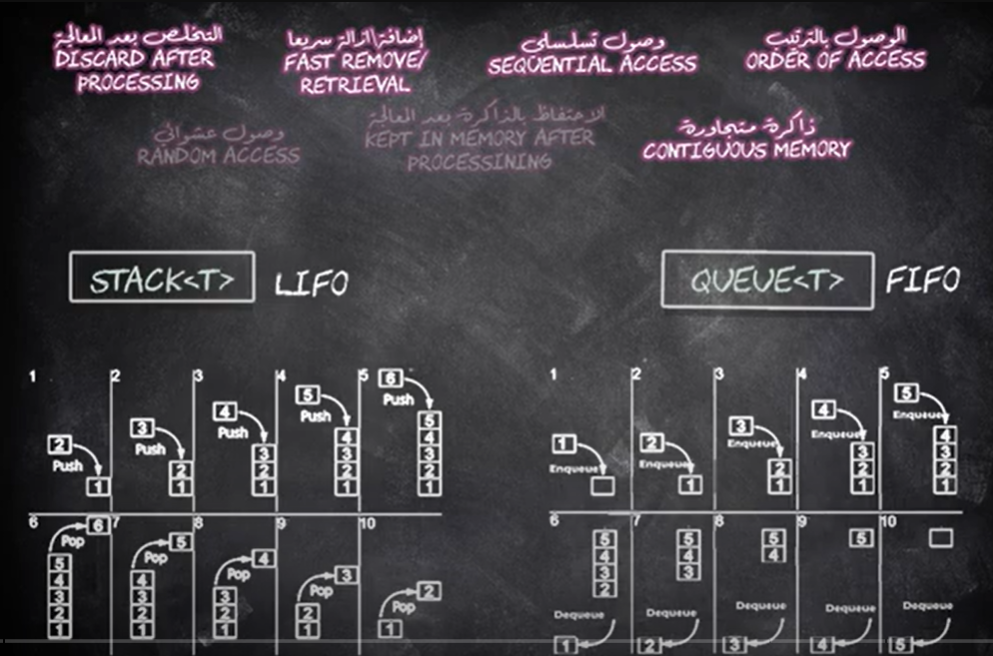 التخلص بعد المعالجة
DISCARD AFTER
PROCESSING
إضافة/ازالة سريعا
FAST REMOVE/
RETRIEVAL
وصول تسلسلي
SEQUENTIAL ACCESS
الوصول بالترتيب
ORDER OF ACCESS
وصول عشوائي
RANDOM ACCESS
الاحتفاظ بالذاكرة بعد المعالجة
KEPT IN MEMORY AFTER
PROCESSINING
ذاكرة متجاورة
CONTIGUOUS MEMORY
STACK<T> LIFO
1 2 3 4 5
2 Push 1
3 Push 2 1
4 Push 3 2 1
5 Push 4 3 2 1
6 Push 5 4 3 2 1
6 7 8 9 10
6 Pop 5 4 3 2 1
5 Pop 4 3 2 1
4 Pop 3 2 1
3 Pop 2 1
2 Pop 1
QUEUE<T> FIFO
1 2 3 4 5
1 Enqueue
2 Enqueue 1
3 Enqueue 2 1
4 Enqueue 3 2 1
5 Enqueue 4 3 2 1
6 7 8 9 10
5 4 3 2 Dequeue 1
5 4 3 Dequeue 2
5 4 Dequeue 3
5 Dequeue 4
Dequeue 5